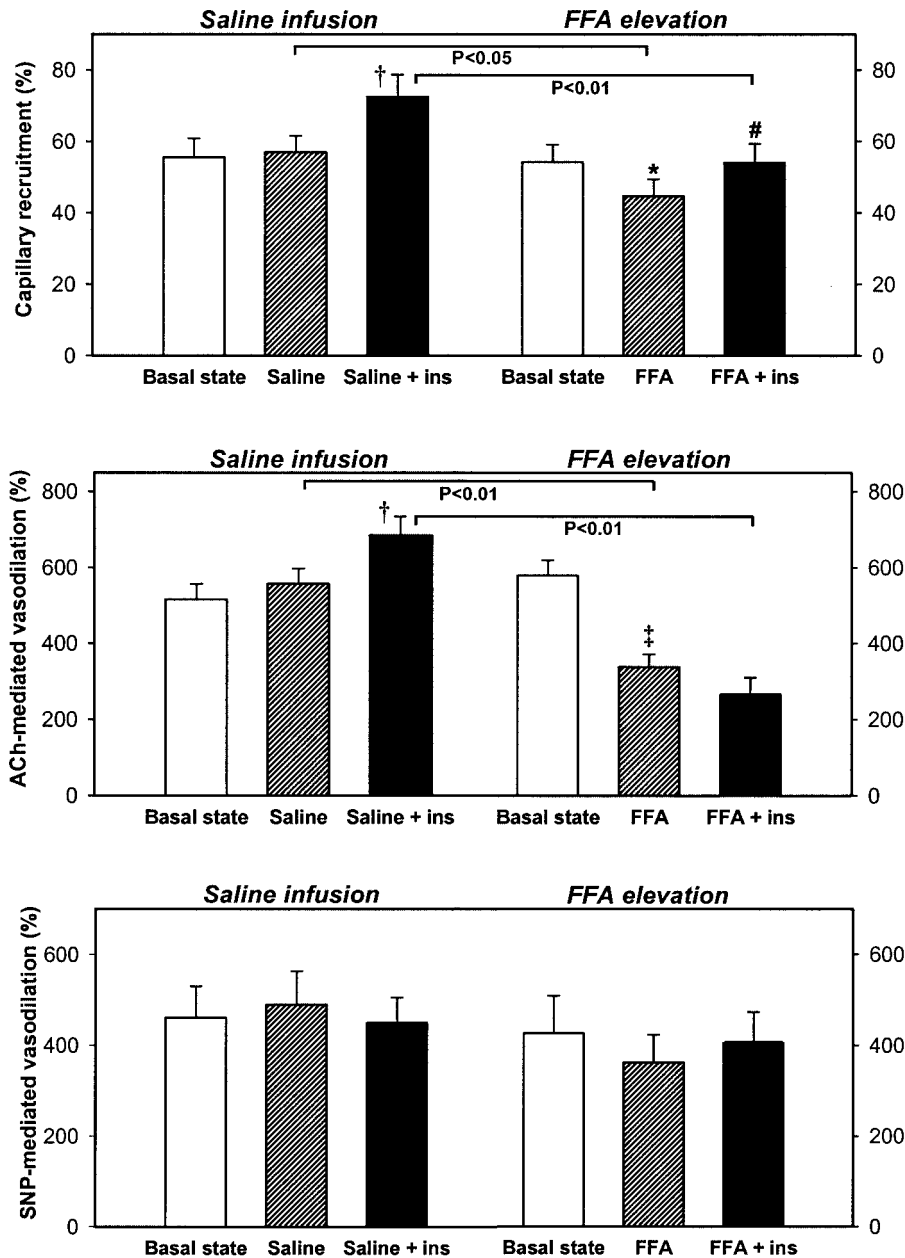 Saline infusion FFA elevation
Capillary recruitment (%)
80 80
60 60
40 40
20 20
0 0
P<0.05
P<0.01
† * #
Basal state Saline Saline + ins Basal state FFA FFA + ins
Saline infusion FFA elevation
ACh-mediated vasodilation (%)
800 800
600 600
400 400
200 200
0 0
P<0.01
P<0.01
† ‡
Basal state Saline Saline + ins Basal state FFA FFA + ins
Saline infusion FFA elevation
SNP-mediated vasodilation (%)
600 600
400 400
200 200
0 0
Basal state Saline Saline + ins Basal state FFA FFA + ins